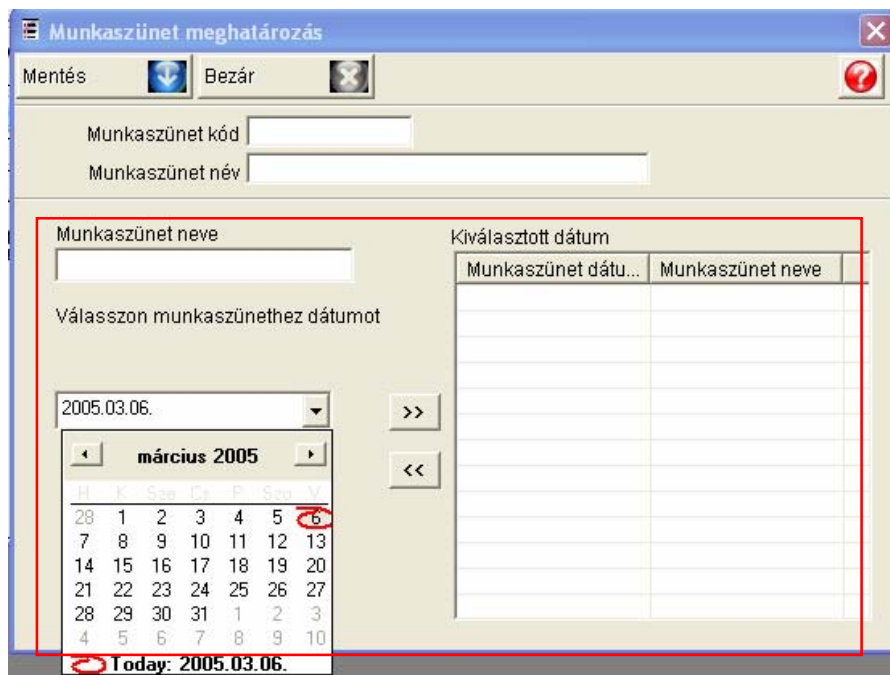 Munkaszünet meghatározás
Mentés Bezár
Munkaszünet kód
Munkaszünet név
Munkaszünet neve
Válasszon munkaszünethez dátumot
2005.03.06.
március 2005
H K Sze Cs P Szo V
28 1 2 3 4 5 6
7 8 9 10 11 12 13
14 15 16 17 18 19 20
21 22 23 24 25 26 27
28 29 30 31 1 2 3
4 5 6 7 8 9 10
Today: 2005.03.06.
>>
<<
Kiválasztott dátum
Munkaszünet dátu... Munkaszünet neve